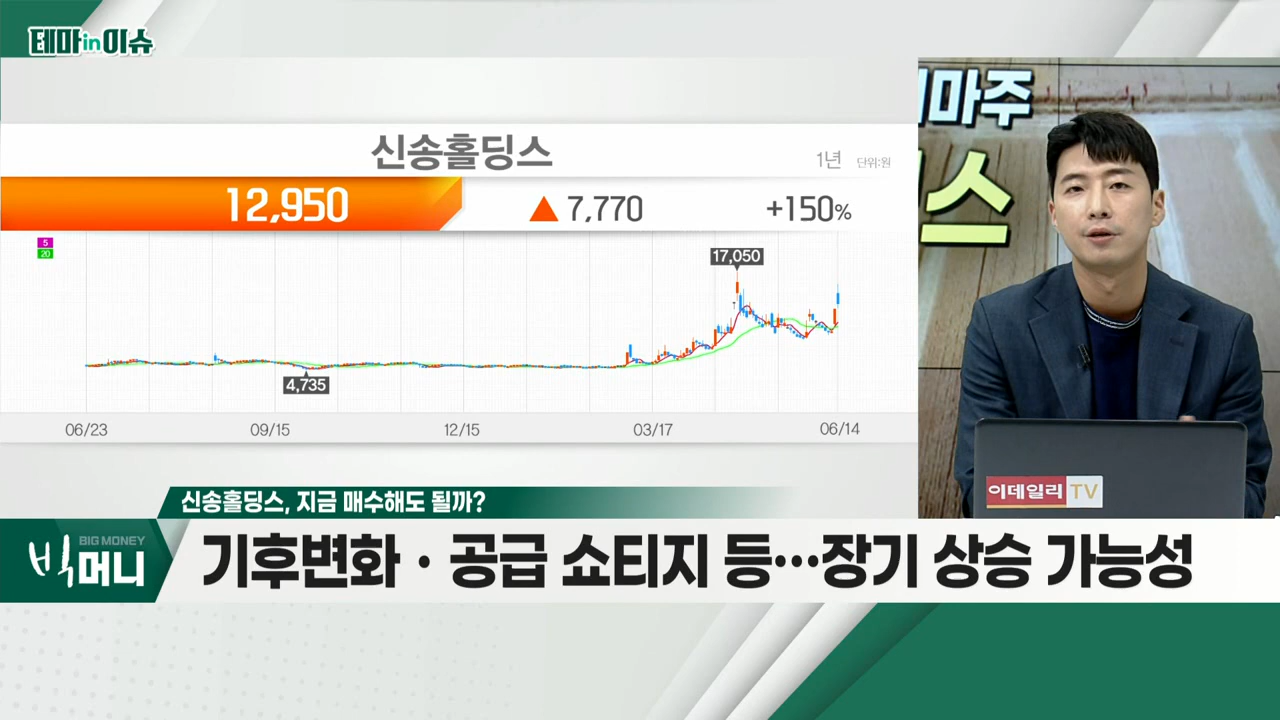 테마in이슈
신송홀딩스
1년 단위:원
12,950 ▲ 7,770 +150%
5
20
17,050
4,735
06/23 09/15 12/15 03/17 06/14
마주
스
이데일리TV
신송홀딩스, 지금 매수해도 될까?
BIG MONEY
빅머니
기후변화·공급 쇼티지 등…장기 상승 가능성